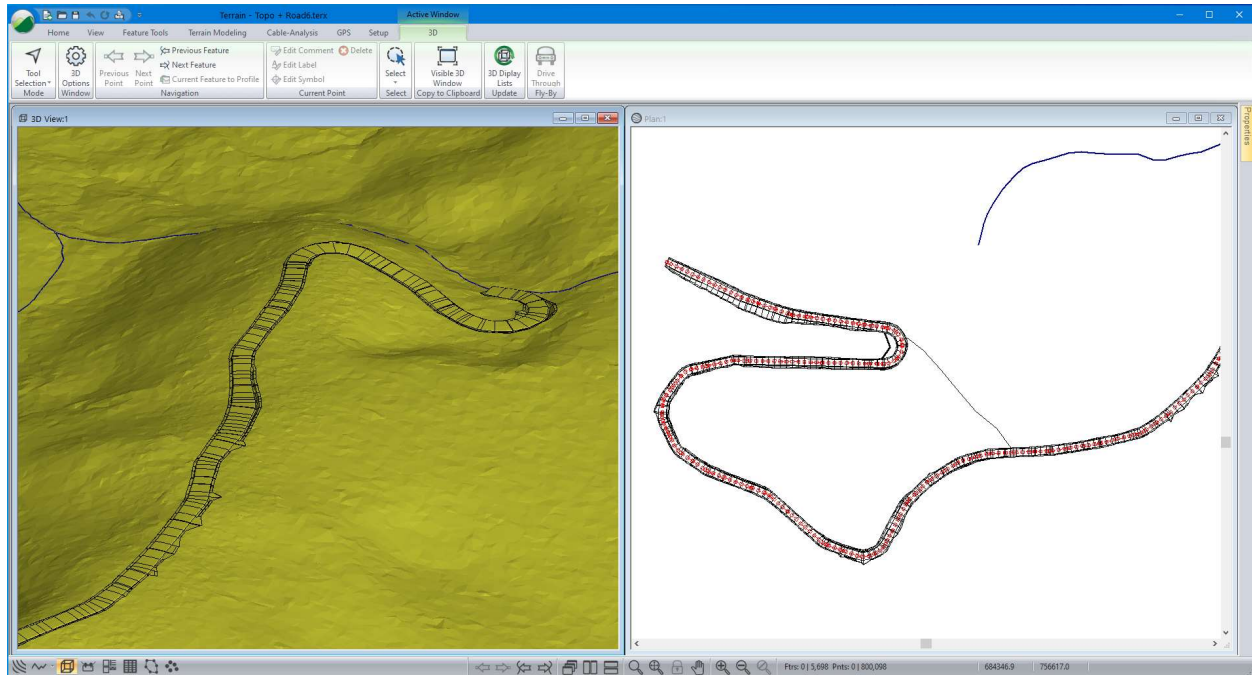 Terrain - Topo + Road6.terx
Active Window
Home View Feature Tools Terrain Modeling Cable-Analysis GPS Setup 3D
Tool Selection
Mode
3D Options
Window
Previous Point
Next Point
Previous Feature
Next Feature
Current Feature to Profile
Navigation
Edit Comment
Delete
Edit Label
Edit Symbol
Current Point
Select
Select
Visible 3D Window
Copy to Clipboard
3D Diplay Lists
Update
Drive Through
Fly-By
3D View:1
Plan:1
Properties
Ftrs: 0| 5,698 Pnts: 0| 800,098
684346.9
756617.0